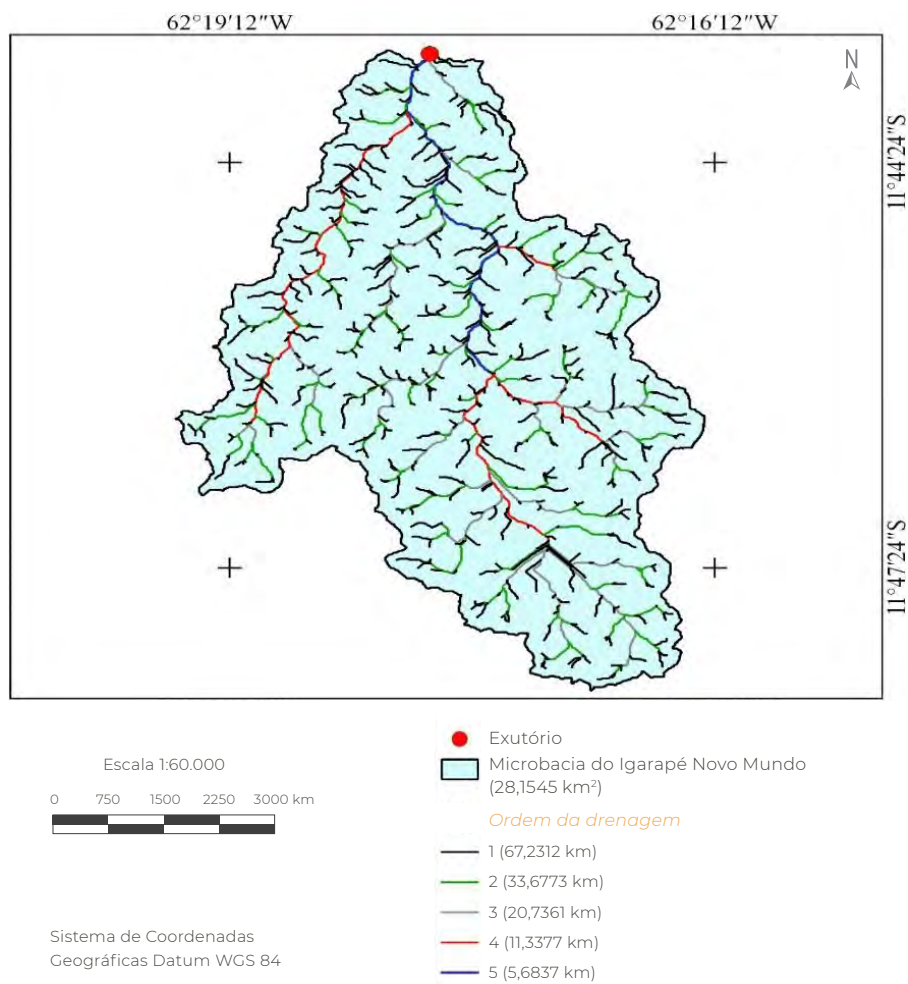 62°19'12"W
62°16'12"W
N
11°44'24"S
11°47'24"S
Escala 1:60.000
0 750 1500 2250 3000 km
Sistema de Coordenadas
Geográficas Datum WGS 84
Exutório
Microbacia do Igarapé Novo Mundo
(28,1545 km²)
Ordem da drenagem
1 (67,2312 km)
2 (33,6773 km)
3 (20,7361 km)
4 (11,3377 km)
5 (5,6837 km)